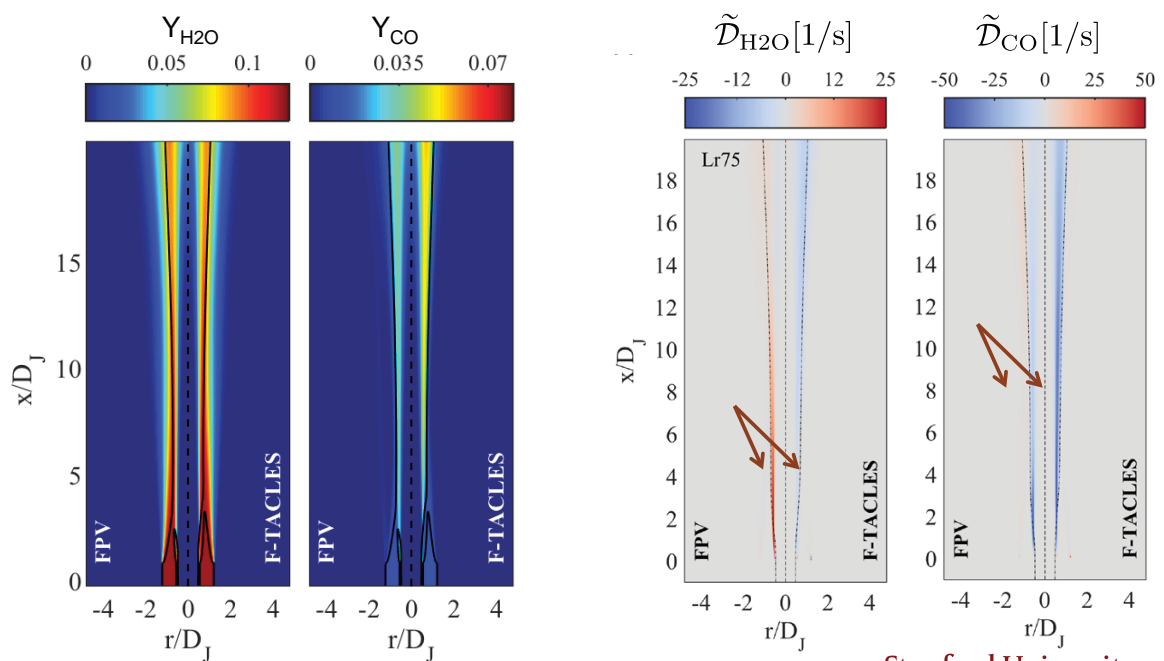 Y_H2O
0 0.05 0.1
Y_CO
0 0.035 0.07
x/D_J
15
10
5
0
FPV
F-TACLES
FPV
F-TACLES
-4 -2 0 2 4
r/D_J
-4 -2 0 2 4
r/D_J
D̃_H2O[1/s]
-25 -12 0 12 25
D̃_CO[1/s]
-50 -25 0 25 50
Lr75
x/D_J
18
16
14
12
10
8
6
4
2
0
FPV
F-TACLES
-4 -2 0 2 4
r/D_J
18
16
14
12
10
8
6
4
2
0
FPV
F-TACLES
-4 -2 0 2 4
r/D_J